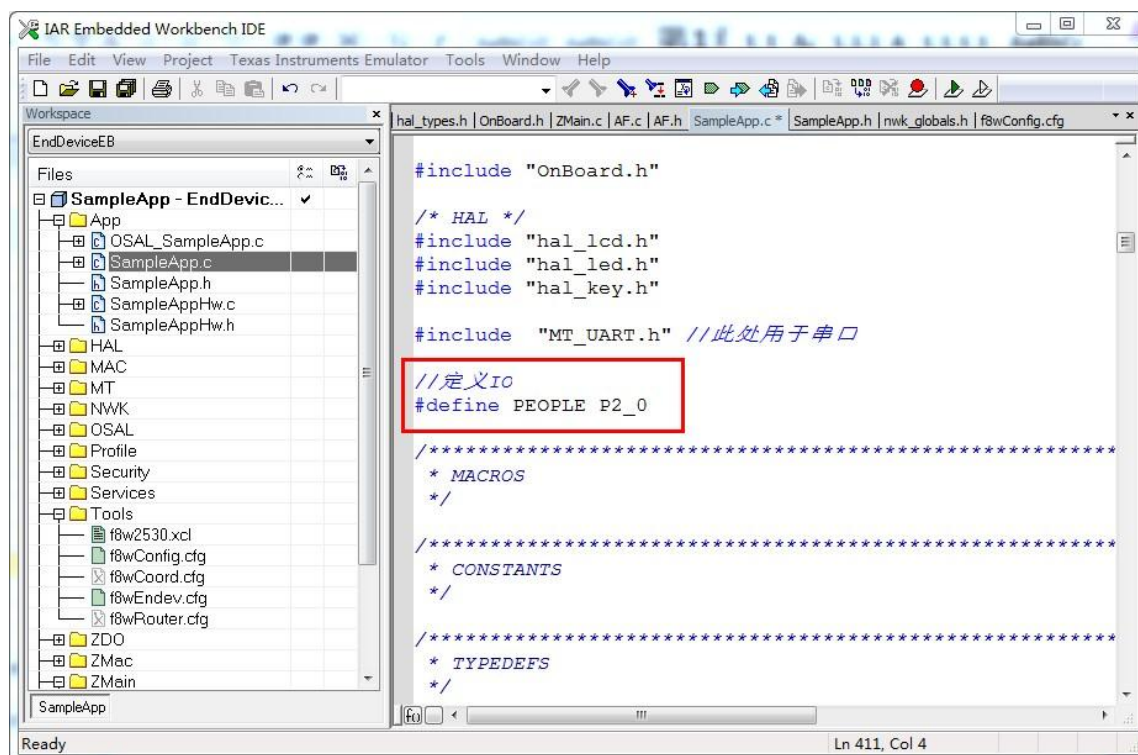 IAR Embedded Workbench IDE
File Edit View Project Texas Instruments Emulator Tools Window Help
Workspace
EndDeviceEB
Files
SampleApp - EndDevic...
App
OSAL_SampleApp.c
SampleApp.c
SampleApp.h
SampleAppHw.c
SampleAppHw.h
HAL
MAC
MT
NWK
OSAL
Profile
Security
Services
Tools
f8w2530.xcl
f8wConfig.cfg
f8wCoord.cfg
f8wEndev.cfg
f8wRouter.cfg
ZDO
ZMac
ZMain
SampleApp
hal_types.h | OnBoard.h | ZMain.c | AF.c | AF.h SampleApp.c * SampleApp.h | nwk_globals.h | f8wConfig.cfg
#include "OnBoard.h"
/* HAL */
#include "hal_lcd.h"
#include "hal_led.h"
#include "hal_key.h"
#include "MT_UART.h" //此处用于串口
//定义IO
#define PEOPLE P2_0
/*********************************************************
* MACROS
*/
/*********************************************************
* CONSTANTS
*/
/*********************************************************
* TYPEDEFS
*/
Ready
Ln 411, Col 4